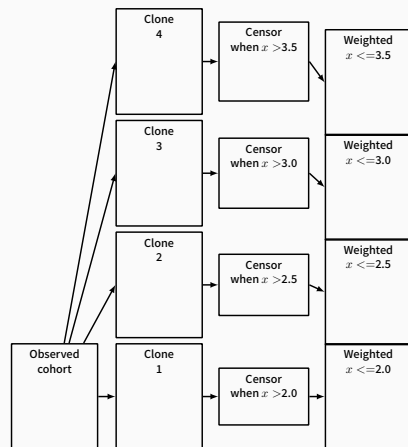 Clone
4
Censor
when x >3.5
Weighted
x <=3.5
Clone
3
Censor
when x >3.0
Weighted
x <=3.0
Clone
2
Censor
when x >2.5
Weighted
x <=2.5
Observed
cohort
Clone
1
Censor
when x >2.0
Weighted
x <=2.0